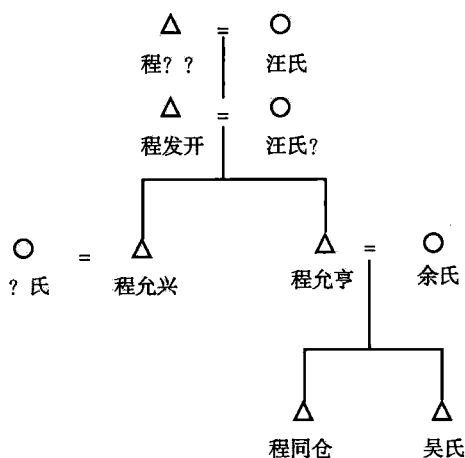 程？？ = 汪氏
程发开 = 汪氏？
？氏 = 程允兴 程允亨 = 余氏
程同仓 吴氏